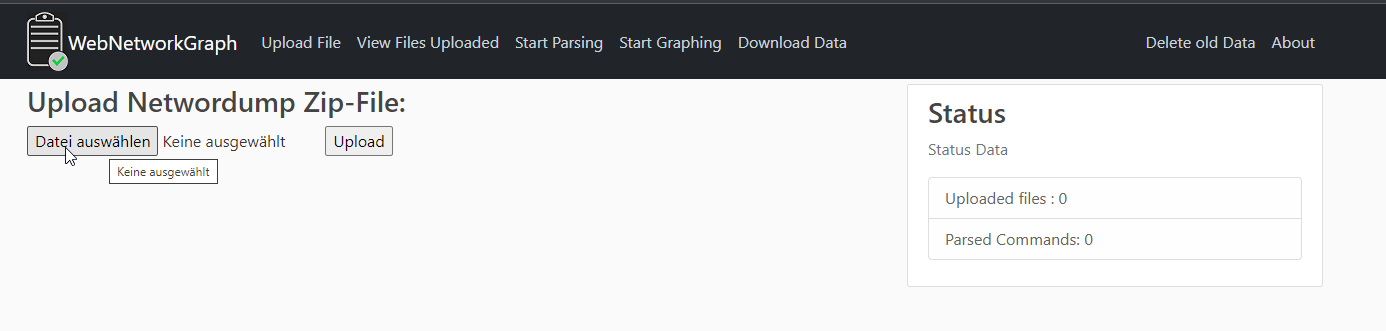 WebNetworkGraph Upload File View Files Uploaded Start Parsing Start Graphing Download Data Delete old Data About
Upload Networdump Zip-File:
Datei auswählen Keine ausgewählt Upload
Keine ausgewählt
Status
Status Data
Uploaded files : 0
Parsed Commands: 0